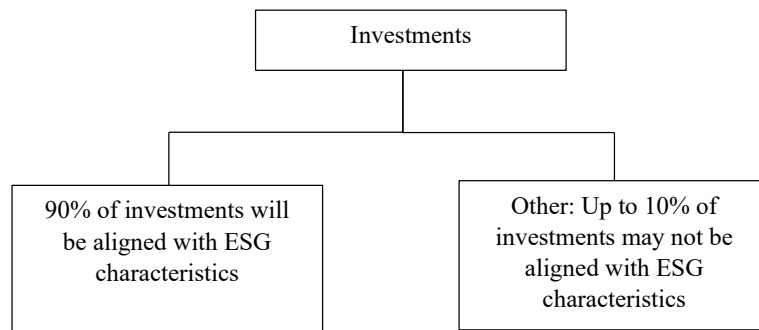 Investments
90% of investments will
be aligned with ESG
characteristics
Other: Up to 10% of
investments may not be
aligned with ESG
characteristics